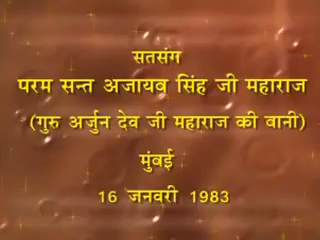 सतसंग
परम सन्त अजायब सिंह जी महाराज
(गुरु अर्जुन देव जी महाराज की वानी)
मुंबई
16 जनवरी 1983